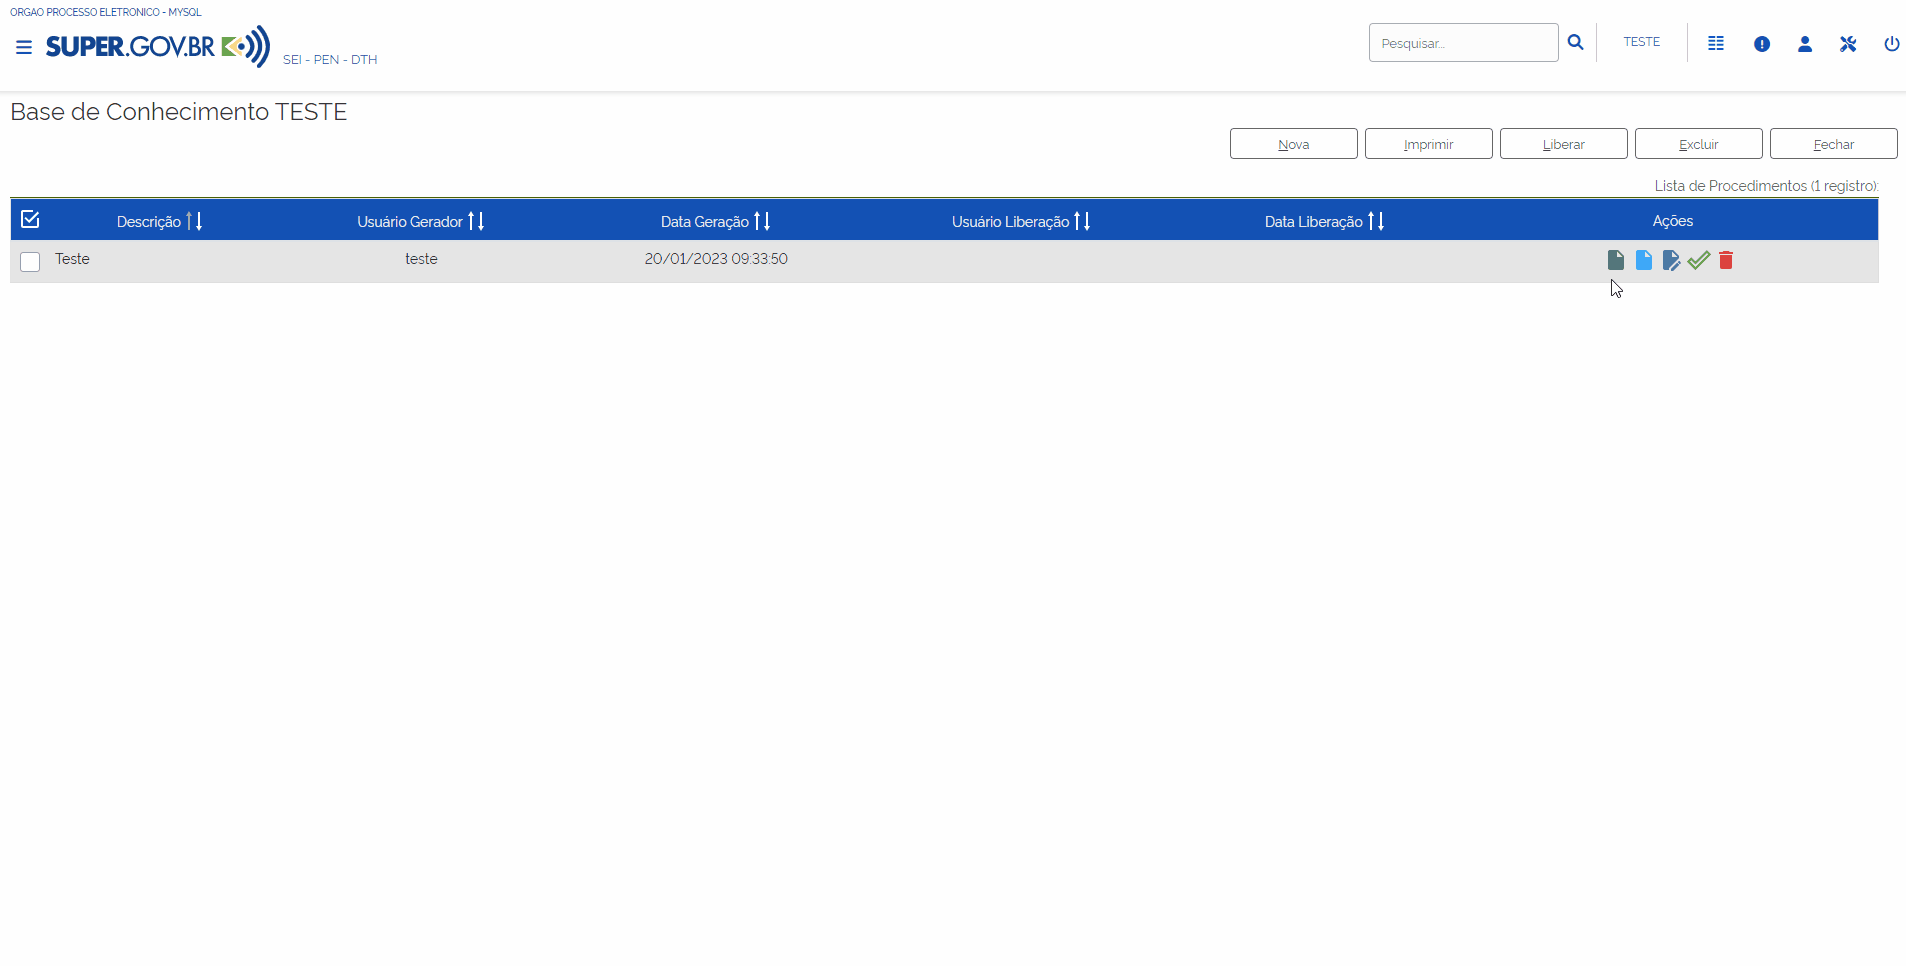 ORGAO PROCESSO ELETRONICO - MYSQL
SUPER.GOV.BR
SEI - PEN - DTH
Pesquisar...
TESTE
Base de Conhecimento TESTE
Nova Imprimir Liberar Excluir Fechar
Lista de Procedimentos (1 registro):
Descrição Usuário Gerador Data Geração Usuário Liberação Data Liberação Ações
Teste teste 20/01/2023 09:33:50